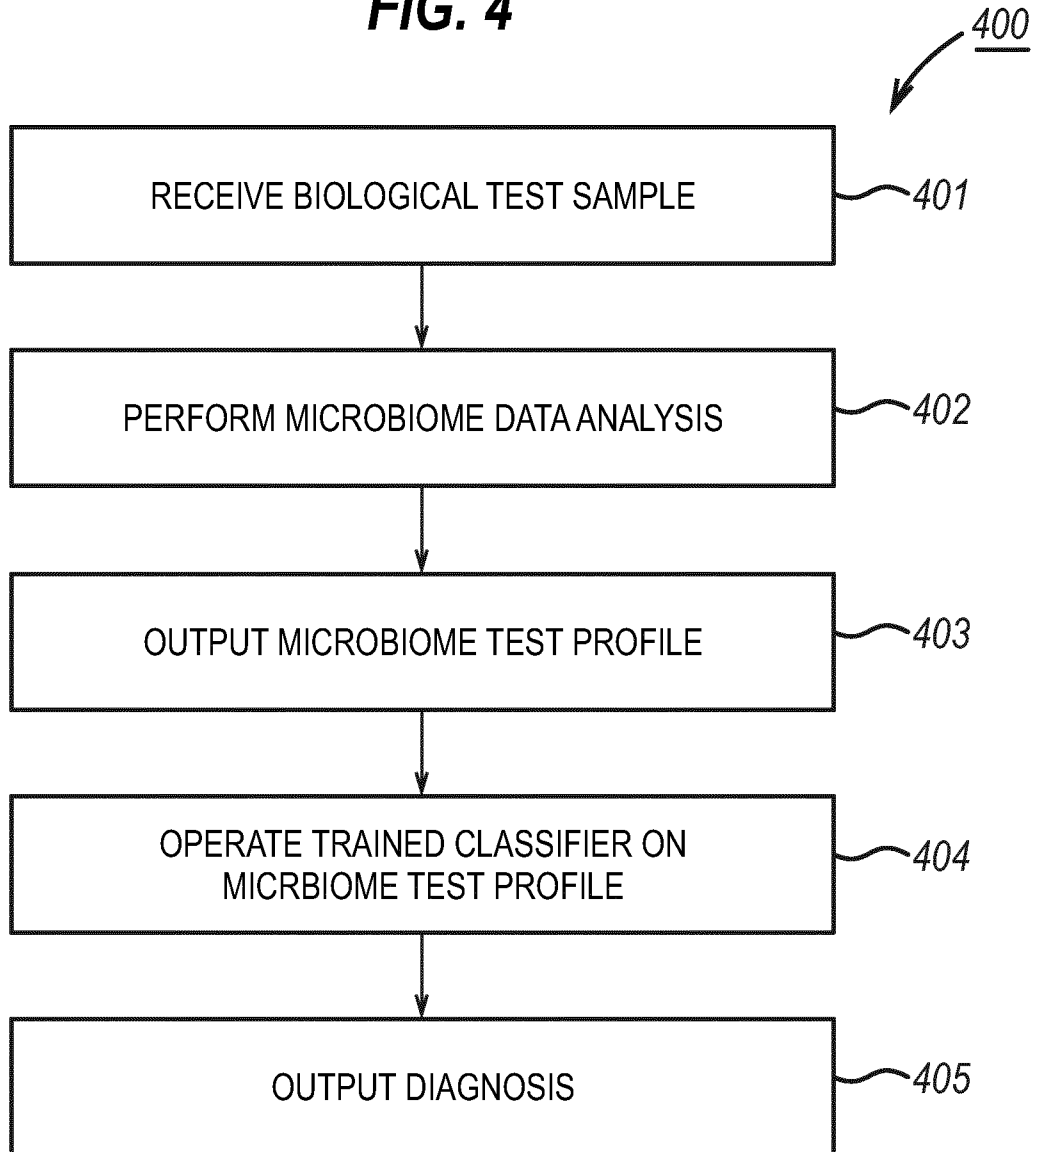 FIG. 4
400
RECEIVE BIOLOGICAL TEST SAMPLE
401
PERFORM MICROBIOME DATA ANALYSIS
402
OUTPUT MICROBIOME TEST PROFILE
403
OPERATE TRAINED CLASSIFIER ON
MICRBIOME TEST PROFILE
404
OUTPUT DIAGNOSIS
405